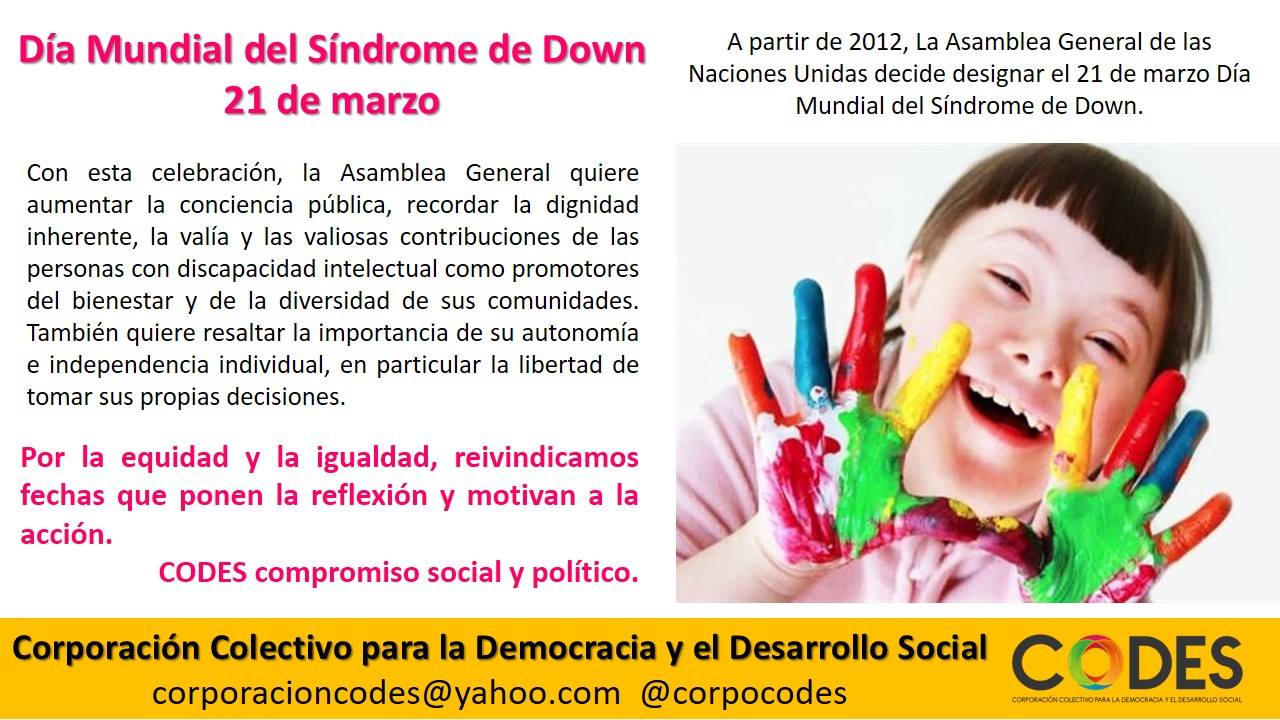 Día Mundial del Síndrome de Down
21 de marzo
Con esta celebración, la Asamblea General quiere
aumentar la conciencia pública, recordar la dignidad
inherente, la valía y las valiosas contribuciones de las
personas con discapacidad intelectual como promotores
del bienestar y de la diversidad de sus comunidades.
También quiere resaltar la importancia de su autonomía
e independencia individual, en particular la libertad de
tomar sus propias decisiones.
Por la equidad y la igualdad, reivindicamos
fechas que ponen la reflexión y motivan a la
acción.
CODES compromiso social y político.
A partir de 2012, La Asamblea General de las
Naciones Unidas decide designar el 21 de marzo Día
Mundial del Síndrome de Down.
Corporación Colectivo para la Democracia y el Desarrollo Social
corporacioncodes@yahoo.com @corpocodes
CODES
CORPORACIÓN COLECTIVO PARA LA DEMOCRACIA Y EL DESARROLLO SOCIAL